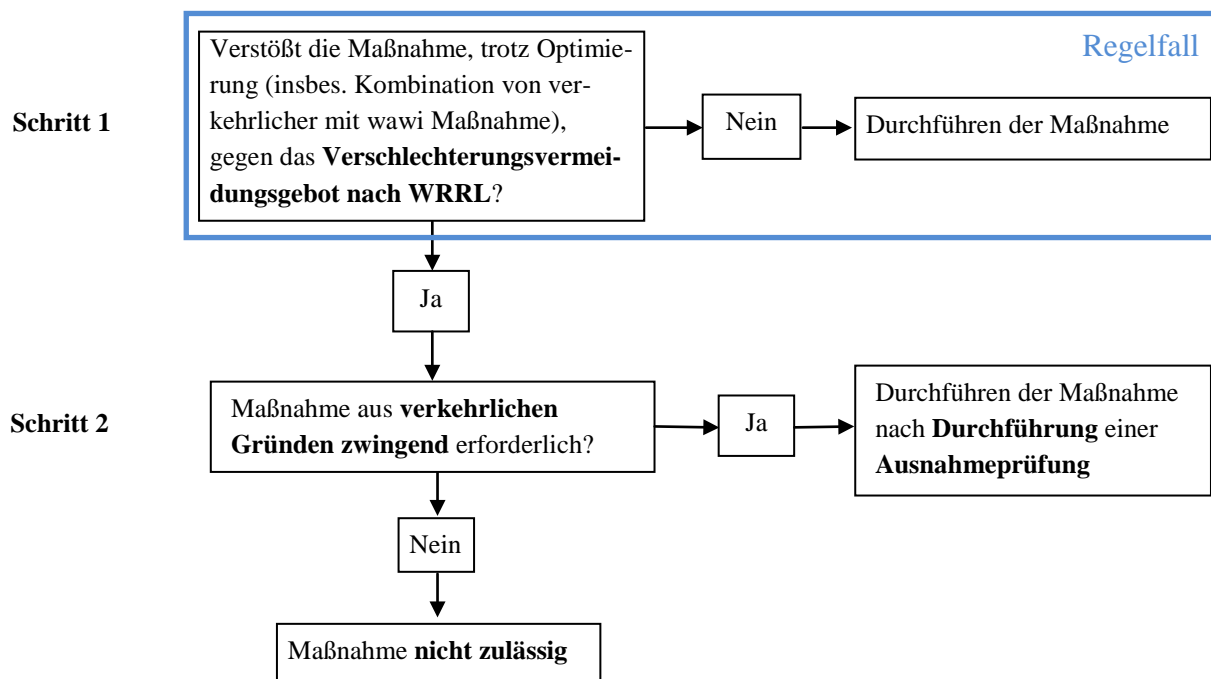 Regelfall
Schritt 1
Verstößt die Maßnahme, trotz Optimie-
rung (insbes. Kombination von ver-
kehrlicher mit wawi Maßnahme),
gegen das Verschlechterungsvermei-
dungsgebot nach WRRL?
Nein
Durchführen der Maßnahme
Ja
Schritt 2
Maßnahme aus verkehrlichen
Gründen zwingend erforderlich?
Ja
Durchführen der Maßnahme
nach Durchführung einer
Ausnahmeprüfung
Nein
Maßnahme nicht zulässig